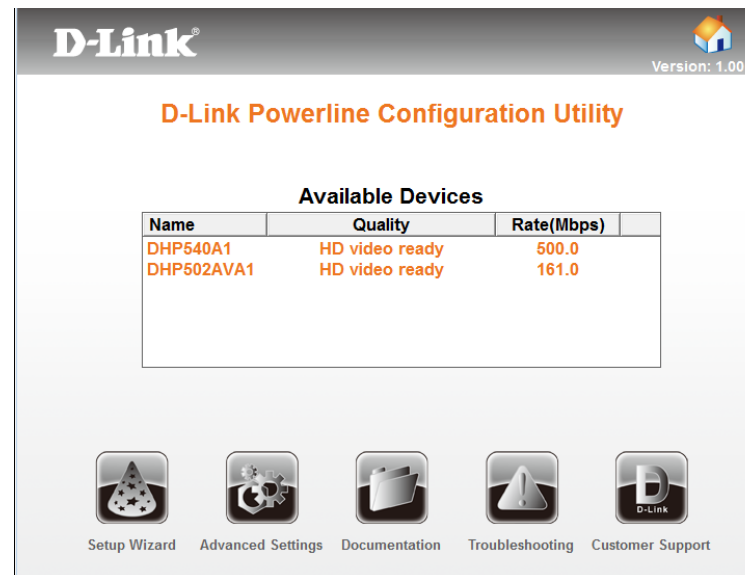 D-Link®
Version: 1.00
D-Link Powerline Configuration Utility
Available Devices
Name Quality Rate(Mbps)
DHP540A1 HD video ready 500.0
DHP502AVA1 HD video ready 161.0
D
D-Link
Setup Wizard Advanced Settings Documentation Troubleshooting Customer Support